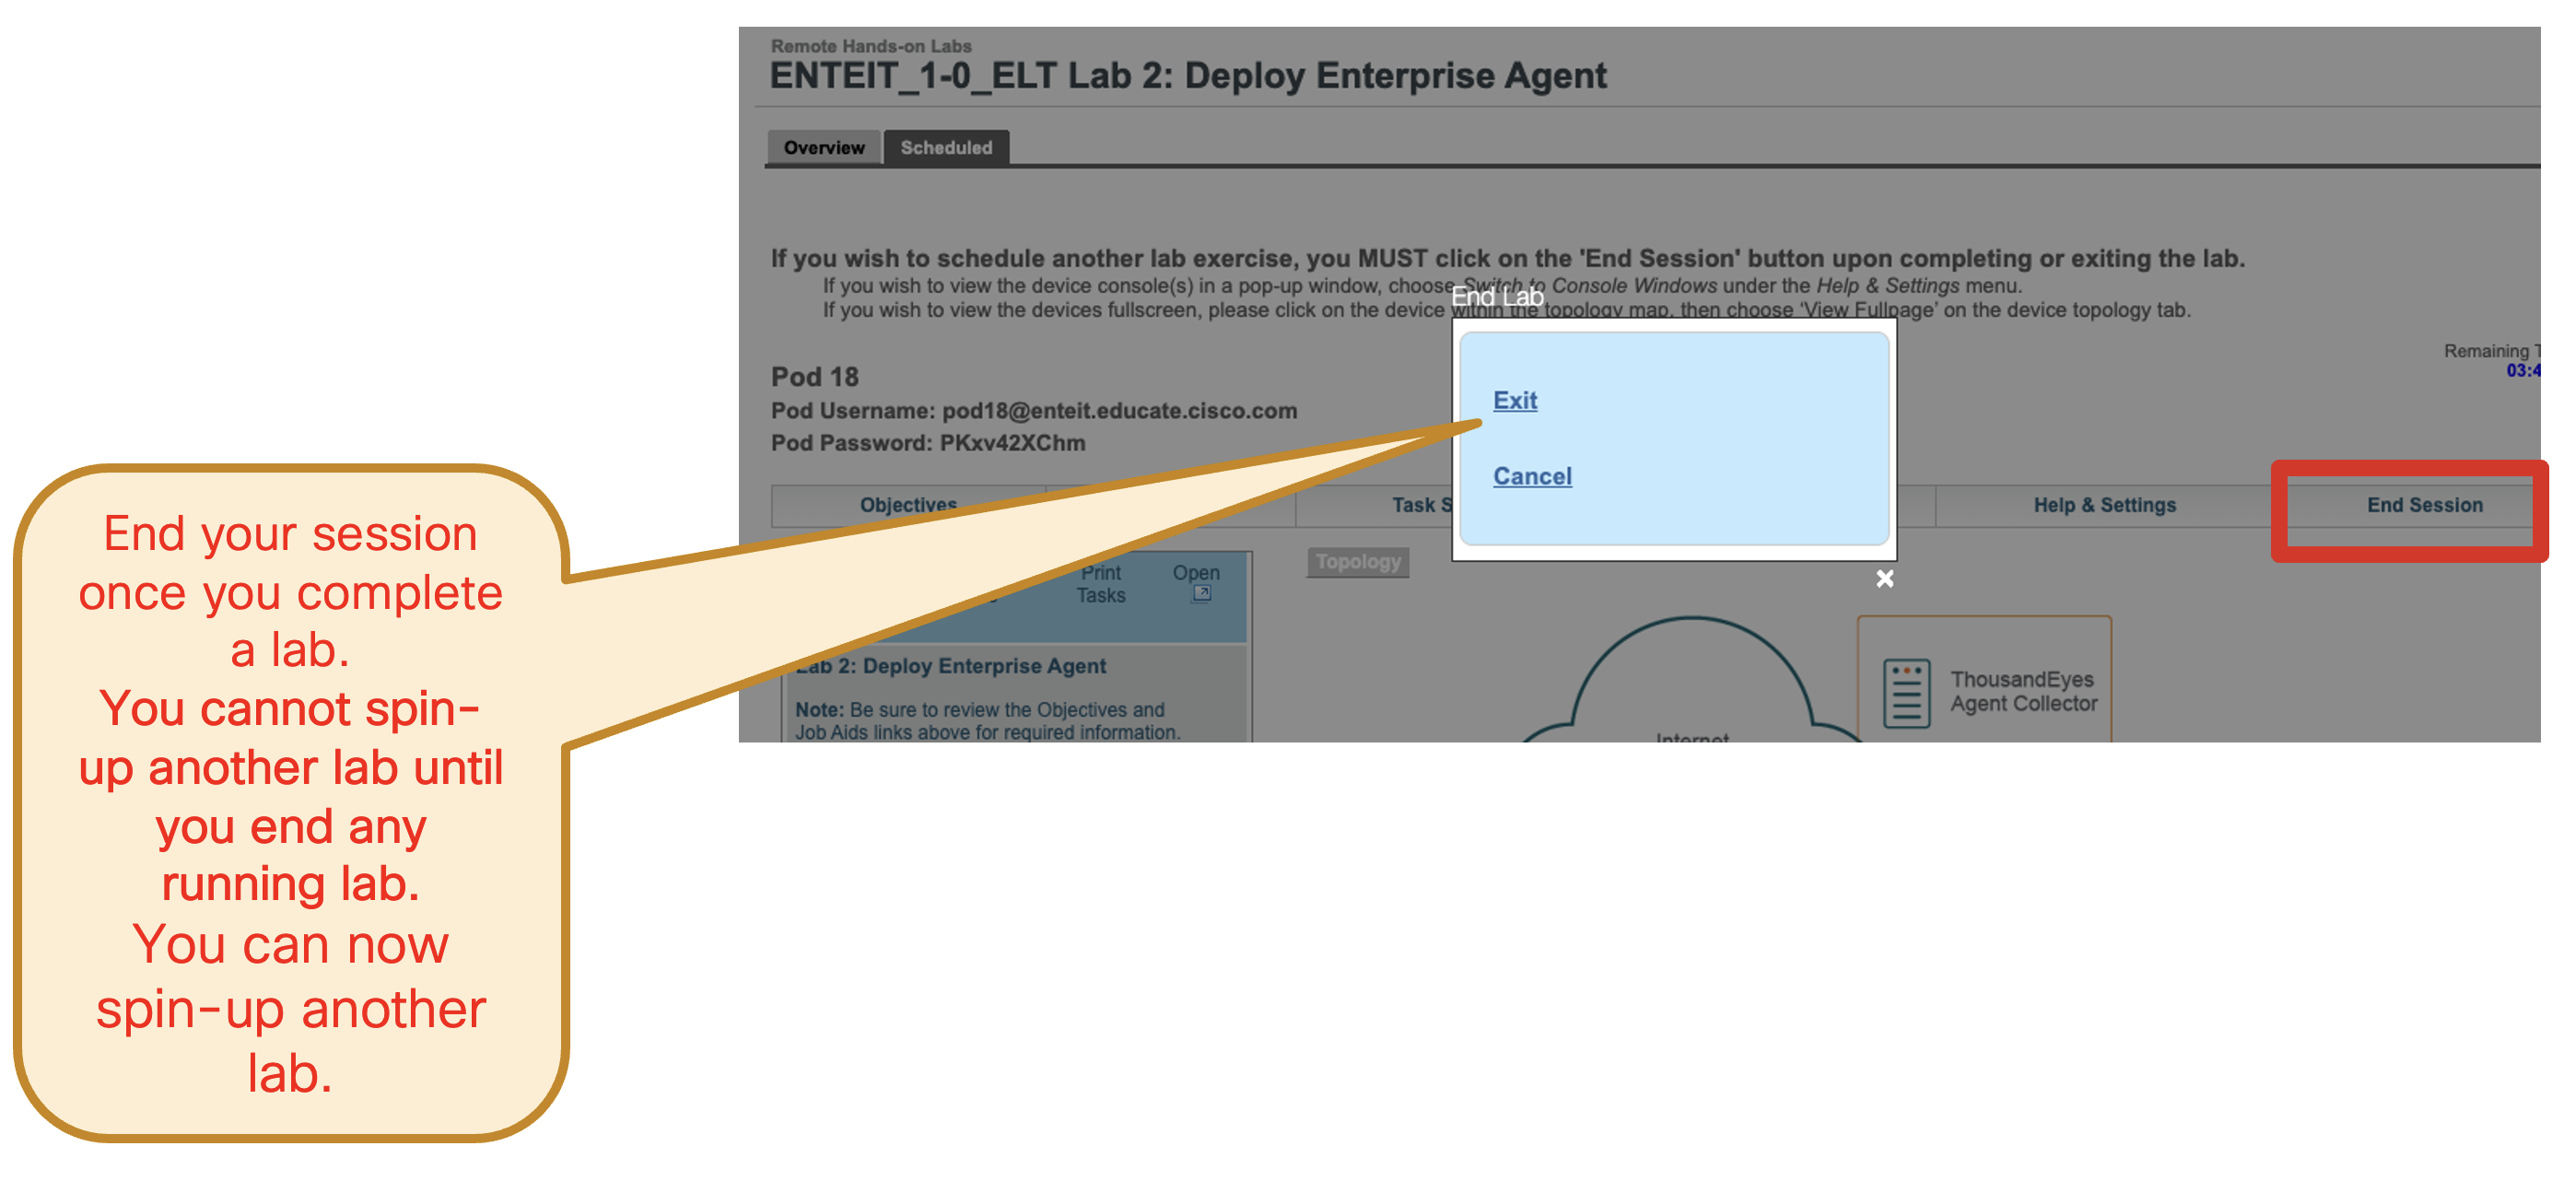 Remote Hands-on Labs
ENTEIT_1-0_ELT Lab 2: Deploy Enterprise Agent
Overview
Scheduled
If you wish to schedule another lab exercise, you MUST click on the 'End Session' button upon completing or exiting the lab.
If you wish to view the device console(s) in a pop-up window, choose Switch to Console Windows under the Help & Settings menu.
If you wish to view the devices fullscreen, please click on the device within the topology map, then choose ‘View Fullpage’ on the device topology tab.
End Lab
Exit
Cancel
Remaining
03:4
Pod 18
Pod Username: pod18@enteit.educate.cisco.com
Pod Password: PKxv42XChm
Objectives
Task S
Help & Settings
End Session
Print
Tasks
Open
Topology
Lab 2: Deploy Enterprise Agent
Note: Be sure to review the Objectives and
Job Aids links above for required information.
Internet
ThousandEyes
Agent Collector
End your session
once you complete
a lab.
You cannot spin-
up another lab until
you end any
running lab.
You can now
spin-up another
lab.